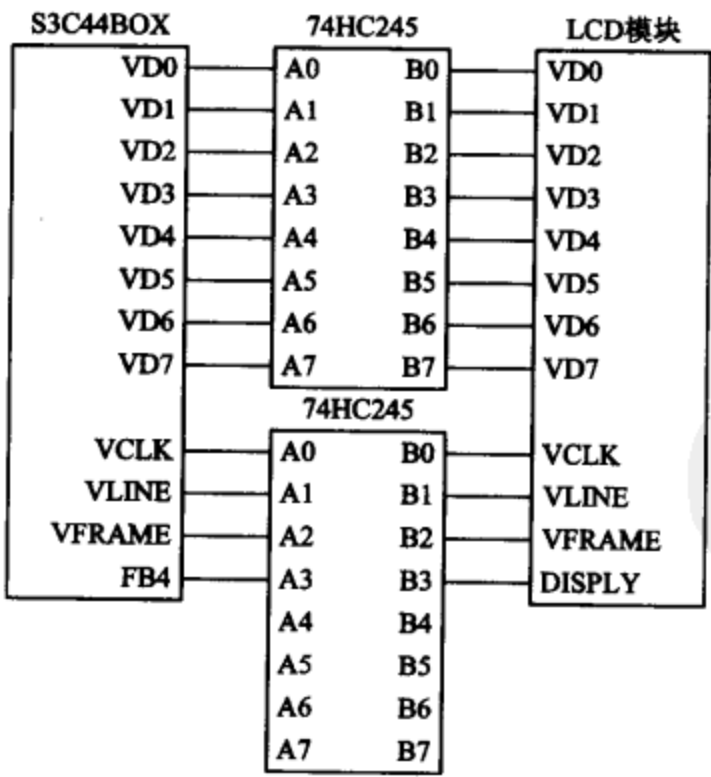 S3C44BOX 74HC245 LCD模块
VD0 A0 B0 VD0
VD1 A1 B1 VD1
VD2 A2 B2 VD2
VD3 A3 B3 VD3
VD4 A4 B4 VD4
VD5 A5 B5 VD5
VD6 A6 B6 VD6
VD7 A7 B7 VD7
74HC245
VCLK A0 B0 VCLK
VLINE A1 B1 VLINE
VFRAME A2 B2 VFRAME
FB4 A3 B3 DISPLY
A4 B4
A5 B5
A6 B6
A7 B7